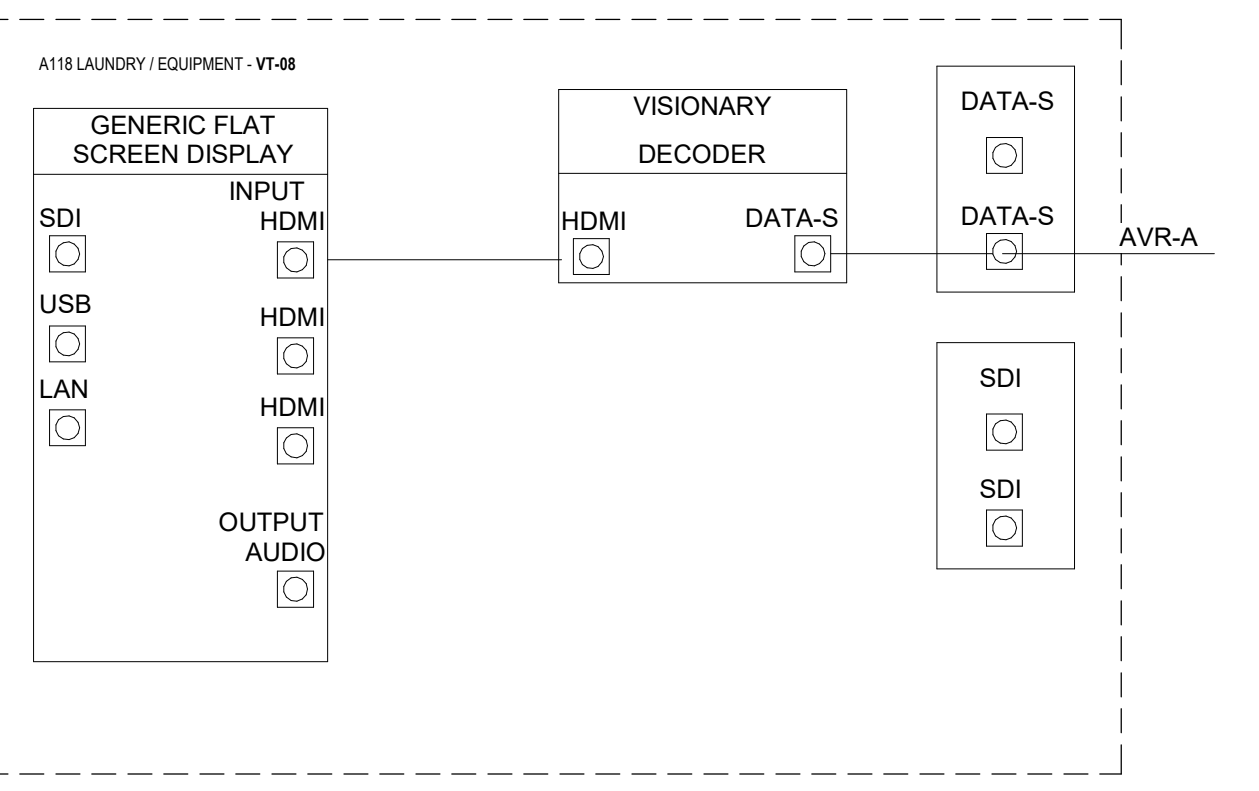 A118 LAUNDRY / EQUIPMENT - VT-08
GENERIC FLAT
SCREEN DISPLAY
INPUT
SDI
HDMI
USB
HDMI
LAN
HDMI
OUTPUT
AUDIO
VISIONARY
DECODER
HDMI
DATA-S
DATA-S
DATA-S
AVR-A
SDI
SDI